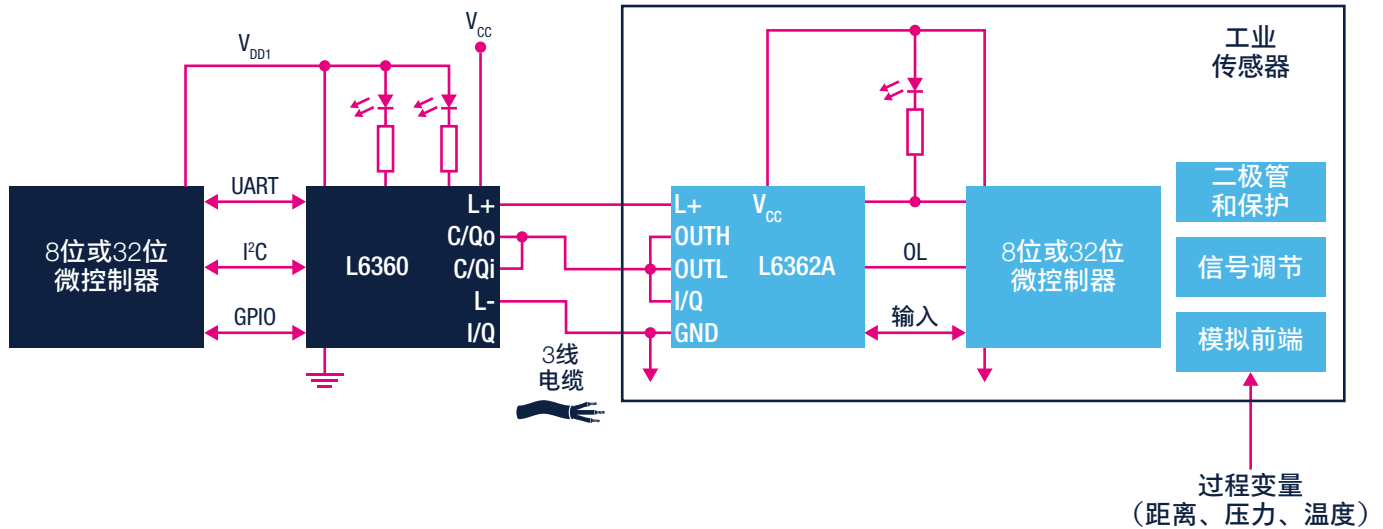 V_DD1
V_CC
工业
传感器
8位或32位
微控制器
UART
I²C
GPIO
L6360
L+
C/Qo
C/Qi
L-
I/Q
3线
电缆
L+
OUTH
OUTL
I/Q
GND
V_CC
L6362A
OL
输入
8位或32位
微控制器
二极管
和保护
信号调节
模拟前端
过程变量
（距离、压力、温度）